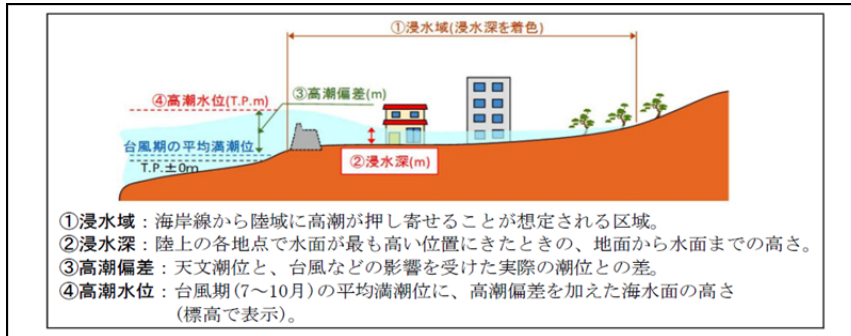 ①浸水域(浸水深を着色)
③高潮偏差(m)
④高潮水位(T.P.m)
台風期の平均満潮位
T.P.±0m
②浸水深(m)
①浸水域：海岸線から陸域に高潮が押し寄せることが想定される区域。
②浸水深：陸上の各地点で水面が最も高い位置にきたときの、地面から水面までの高さ。
③高潮偏差：天文潮位と、台風などの影響を受けた実際の潮位との差。
④高潮水位：台風期(7～10月)の平均満潮位に、高潮偏差を加えた海水面の高さ
(標高で表示)。